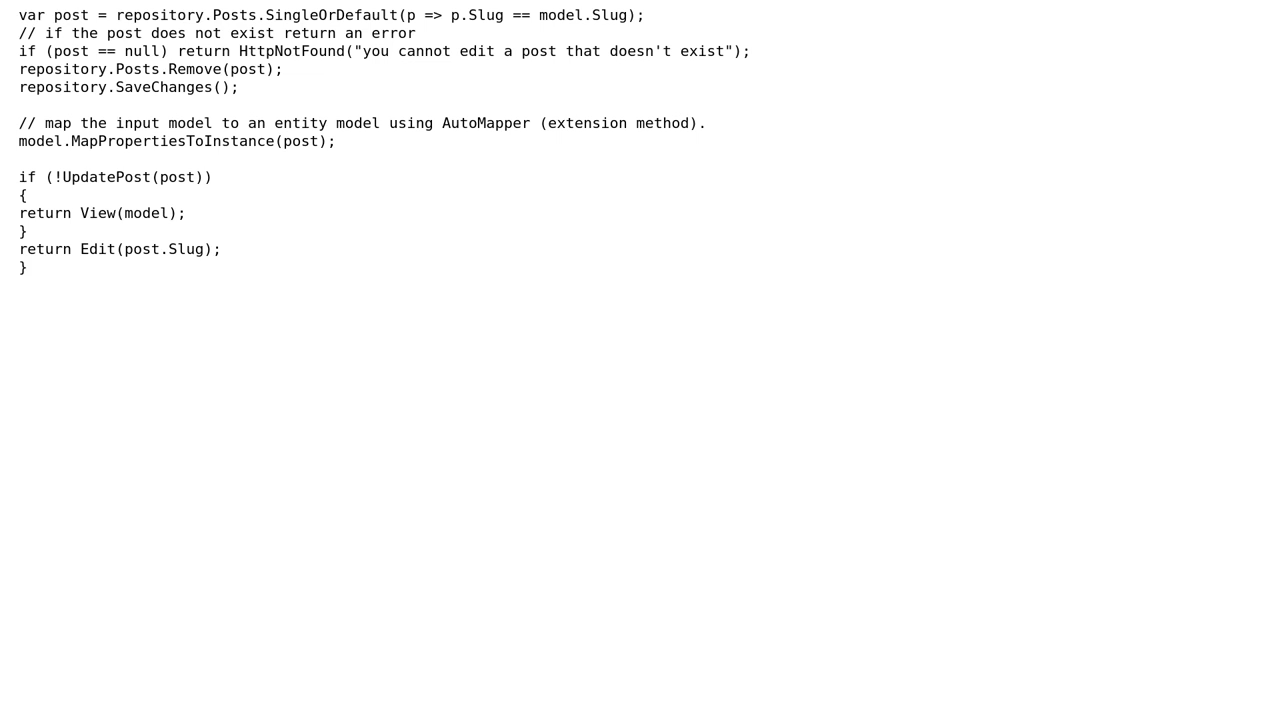 var post = repository.Posts.SingleOrDefault(p => p.Slug == model.Slug);
// if the post does not exist return an error
if (post == null) return HttpNotFound("you cannot edit a post that doesn't exist");
repository.Posts.Remove(post);
repository.SaveChanges();

// map the input model to an entity model using AutoMapper (extension method).
model.MapPropertiesToInstance(post);

if (!UpdatePost(post))
{
return View(model);
}
return Edit(post.Slug);
}